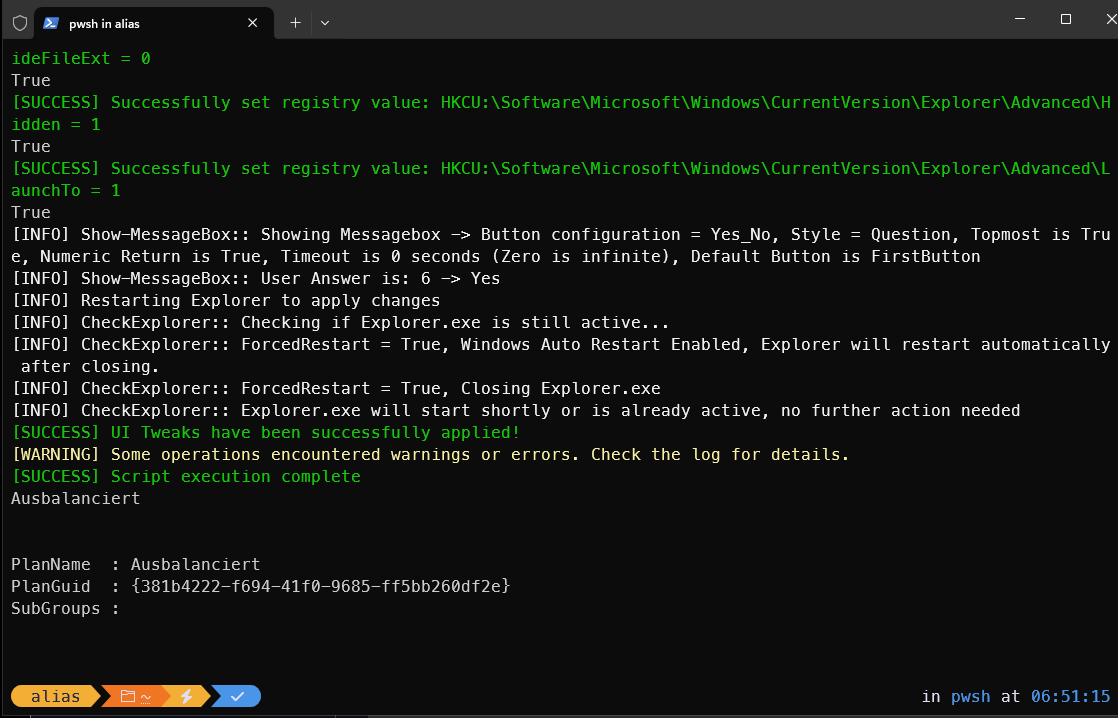 pwsh in alias
ideFileExt = 0
True
[SUCCESS] Successfully set registry value: HKCU:\Software\Microsoft\Windows\CurrentVersion\Explorer\Advanced\H
idden = 1
True
[SUCCESS] Successfully set registry value: HKCU:\Software\Microsoft\Windows\CurrentVersion\Explorer\Advanced\L
aunchTo = 1
True
[INFO] Show-MessageBox:: Showing Messagebox -> Button configuration = Yes_No, Style = Question, Topmost is Tru
e, Numeric Return is True, Timeout is 0 seconds (Zero is infinite), Default Button is FirstButton
[INFO] Show-MessageBox:: User Answer is: 6 -> Yes
[INFO] Restarting Explorer to apply changes
[INFO] CheckExplorer:: Checking if Explorer.exe is still active...
[INFO] CheckExplorer:: ForcedRestart = True, Windows Auto Restart Enabled, Explorer will restart automatically
 after closing.
[INFO] CheckExplorer:: ForcedRestart = True, Closing Explorer.exe
[INFO] CheckExplorer:: Explorer.exe will start shortly or is already active, no further action needed
[SUCCESS] UI Tweaks have been successfully applied!
[WARNING] Some operations encountered warnings or errors. Check the log for details.
[SUCCESS] Script execution complete
Ausbalanciert
PlanName  : Ausbalanciert
PlanGuid  : {381b4222-f694-41f0-9685-ff5bb260df2e}
SubGroups :
alias ~ in pwsh at 06:51:15